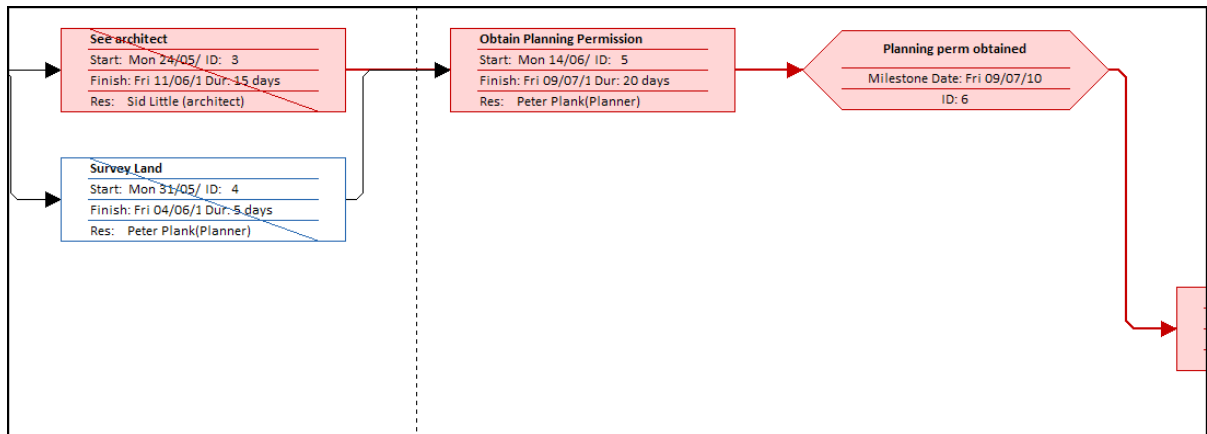 See architect
Start: Mon 24/05/ ID: 3
Finish: Fri 11/06/1 Dur: 15 days
Res: Sid Little (architect)
Obtain Planning Permission
Start: Mon 14/06/ ID: 5
Finish: Fri 09/07/1 Dur: 20 days
Res: Peter Plank(Planner)
Planning perm obtained
Milestone Date: Fri 09/07/10
ID: 6
Survey Land
Start: Mon 31/05/ ID: 4
Finish: Fri 04/06/1 Dur: 5 days
Res: Peter Plank(Planner)